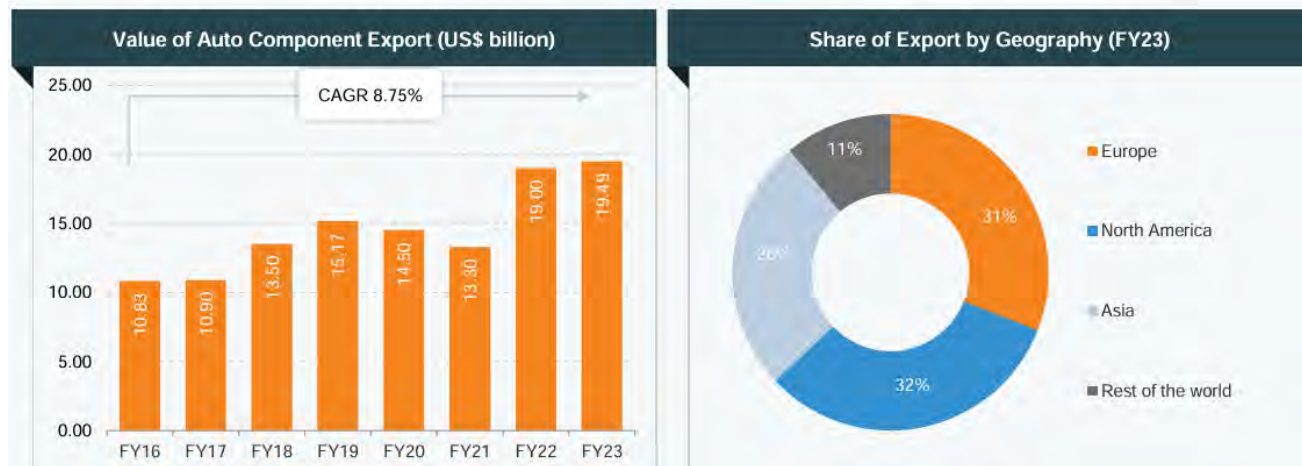 Value of Auto Component Export (US$ billion)
25.00
CAGR 8.75%
20.00
15.00
10.00
5.00
0.00
10.83
10.90
13.50
15.17
14.50
13.30
19.00
19.49
FY16 FY17 FY18 FY19 FY20 FY21 FY22 FY23
Share of Export by Geography (FY23)
11%
31%
26%
32%
Europe
North America
Asia
Rest of the world